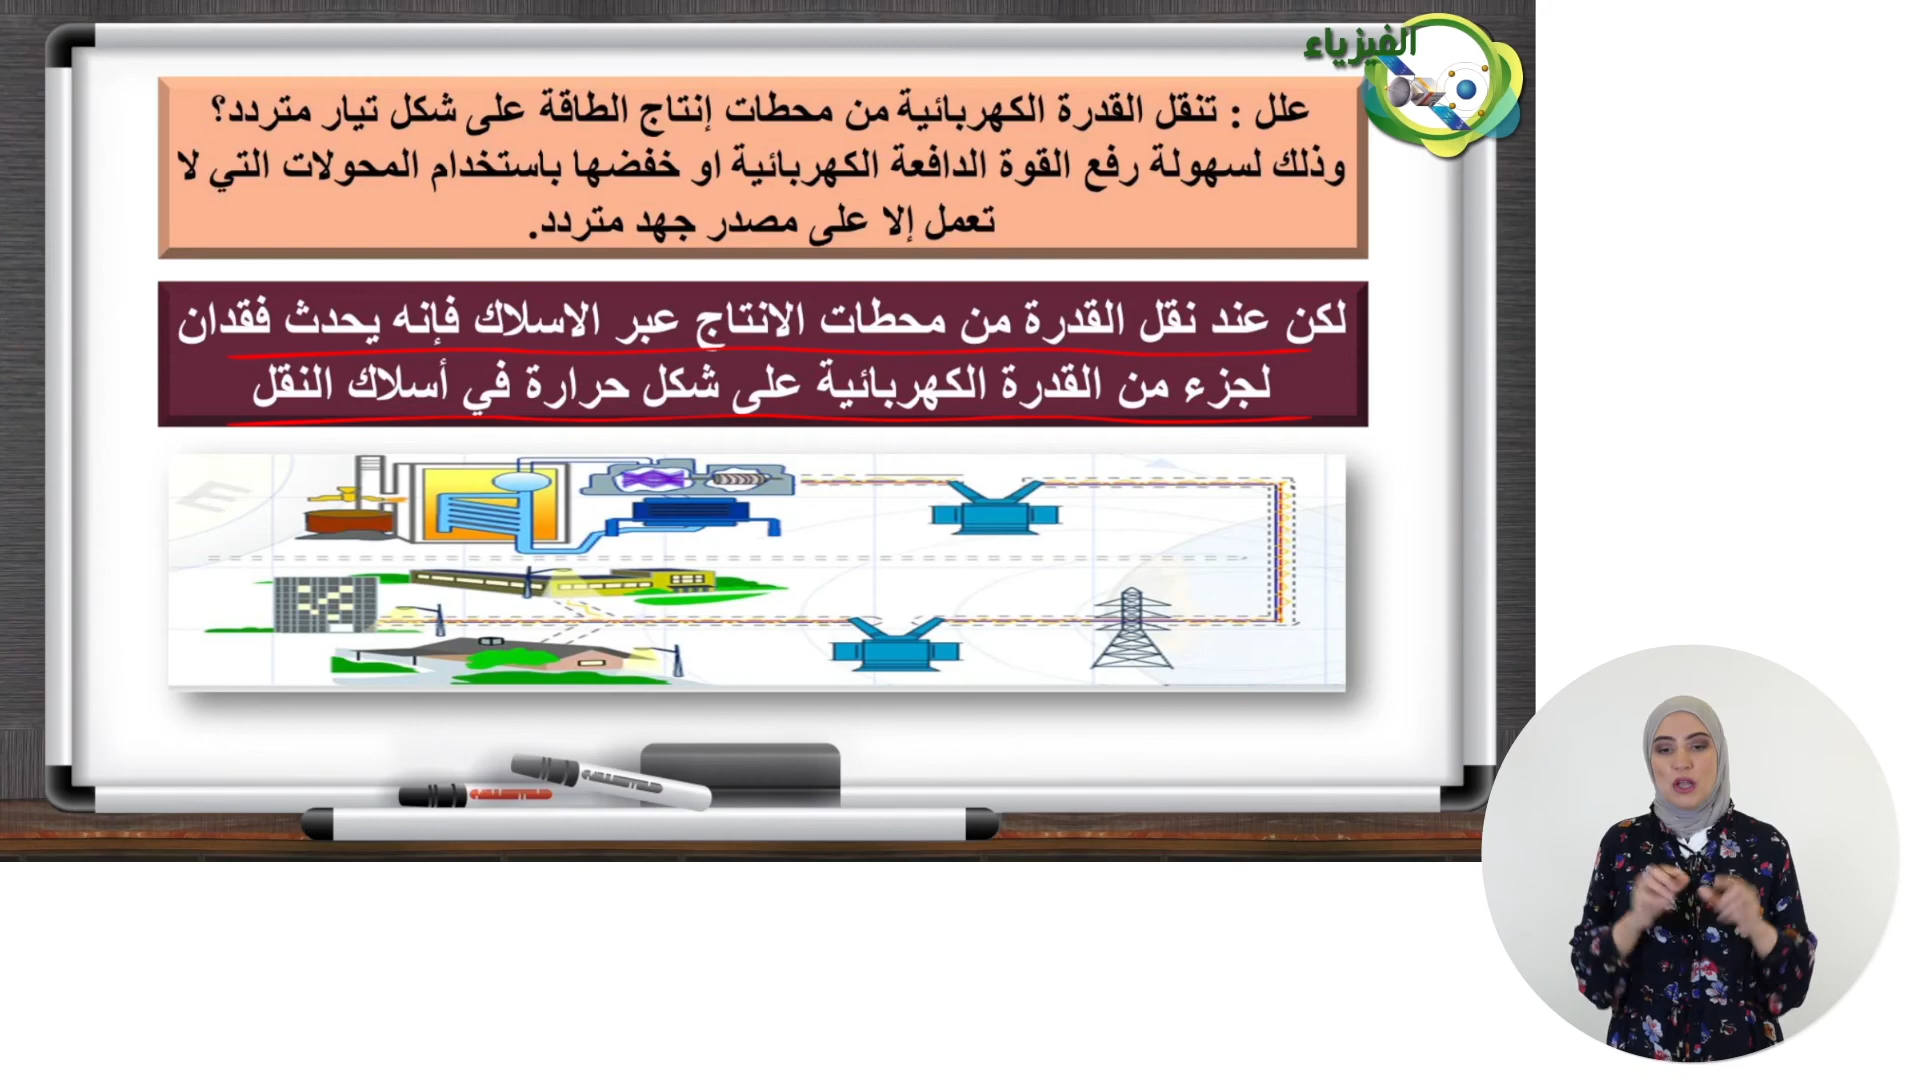 الفيزياء
علل : تنقل القدرة الكهربائية من محطات إنتاج الطاقة على شكل تيار متردد؟
وذلك لسهولة رفع القوة الدافعة الكهربائية او خفضها باستخدام المحولات التي لا
تعمل إلا على مصدر جهد متردد.
لكن عند نقل القدرة من محطات الانتاج عبر الاسلاك فإنه يحدث فقدان
لجزء من القدرة الكهربائية على شكل حرارة في أسلاك النقل